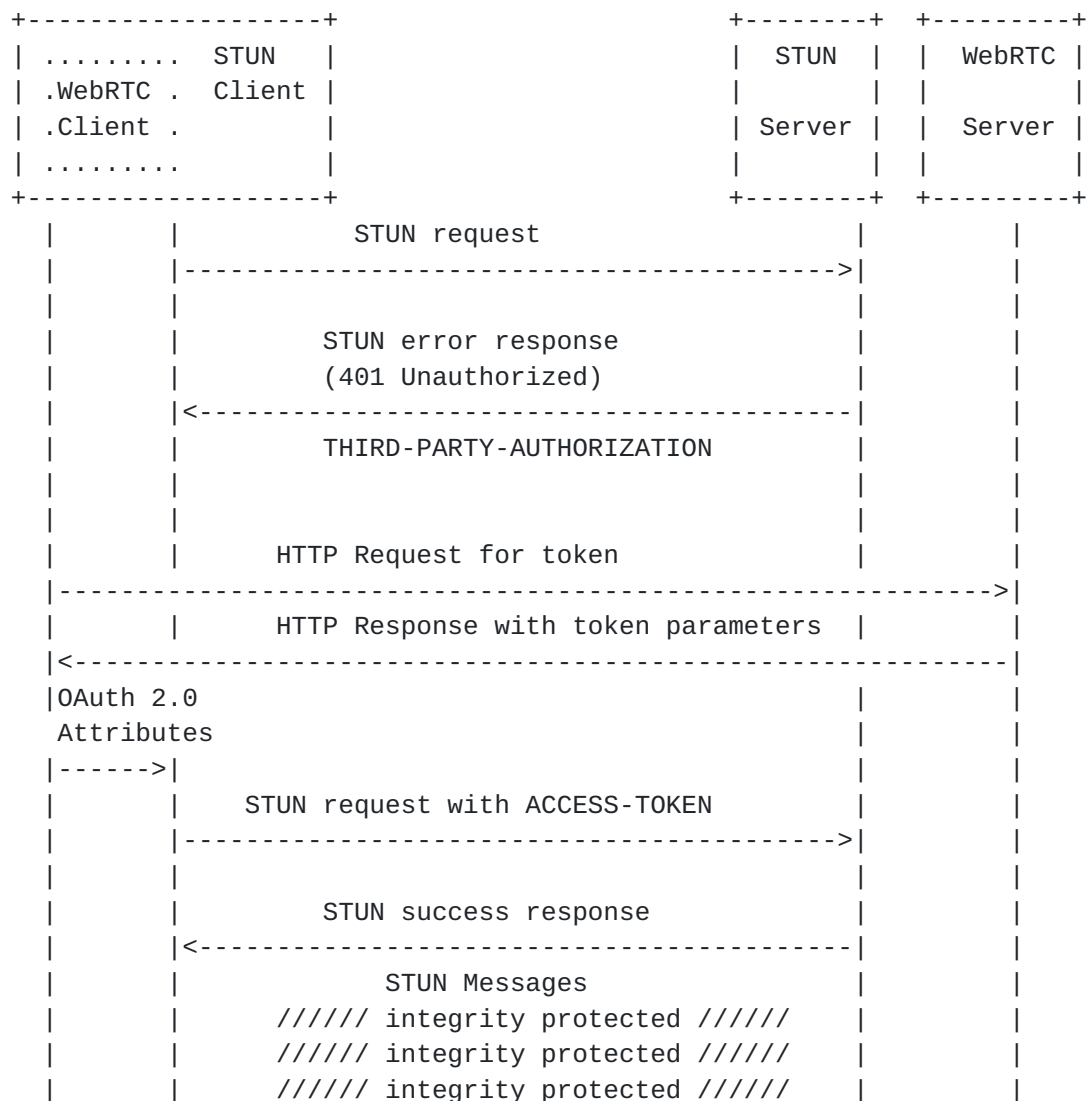 +-------------------+                         +--------+  +---------+
| .........  STUN   |                         |  STUN  |  |  WebRTC |
| .WebRTC .  Client |                         |        |  |         |
| .Client .         |                         | Server |  |  Server |
| .........         |                         |        |  |         |
+-------------------+                         +--------+  +---------+
  |       |           STUN request                    |         |
  |       |------------------------------------------>|         |
  |       |                                           |         |
  |       |         STUN error response               |         |
  |       |         (401 Unauthorized)                |         |
  |       |<------------------------------------------|         |
  |       |         THIRD-PARTY-AUTHORIZATION         |         |
  |       |                                           |         |
  |       |                                           |         |
  |       |      HTTP Request for token               |         |
  |------------------------------------------------------------>|
  |       |      HTTP Response with token parameters  |         |
  |<------------------------------------------------------------|
  |OAuth 2.0                                          |         |
   Attributes                                         |         |
  |------>|                                           |         |
  |       |    STUN request with ACCESS-TOKEN         |         |
  |       |------------------------------------------>|         |
  |       |                                           |         |
  |       |         STUN success response             |         |
  |       |<------------------------------------------|         |
  |       |             STUN Messages                 |         |
  |       |      ////// integrity protected //////    |         |
  |       |      ////// integrity protected //////    |         |
  |       |      ////// integrity protected //////    |         |